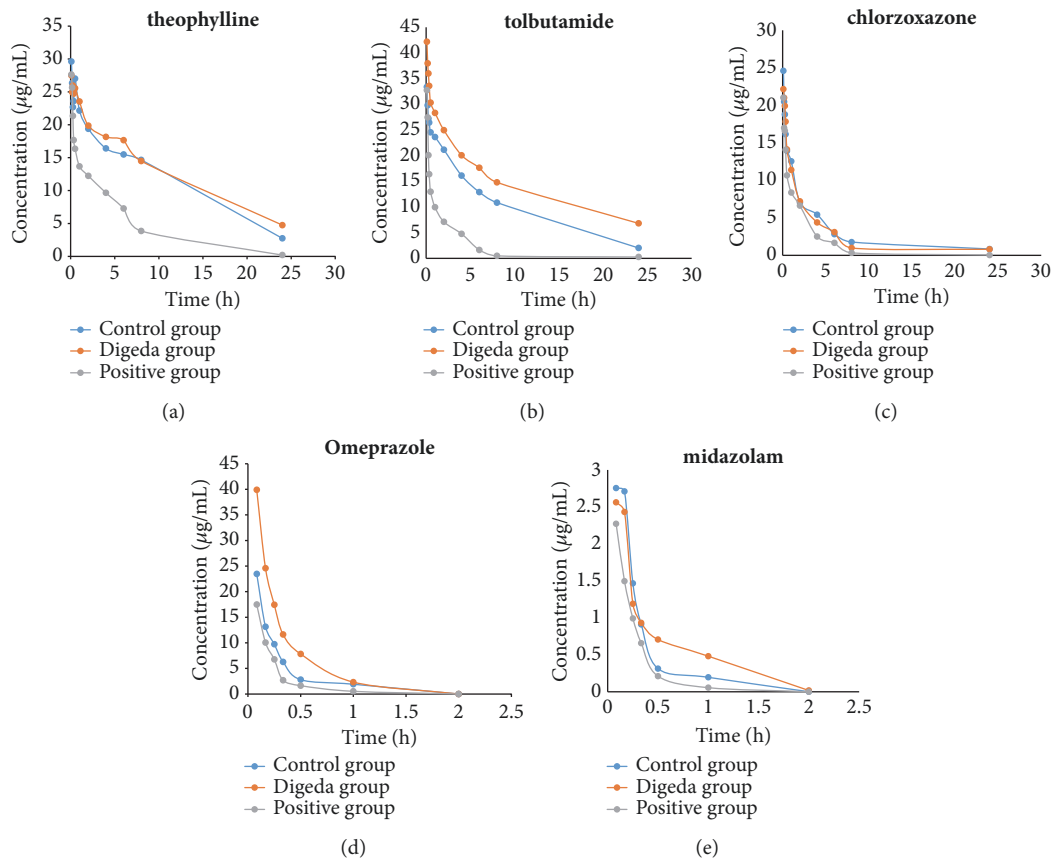 theophylline
Concentration (μg/mL)
35
30
25
20
15
10
5
0
0 5 10 15 20 25 30
Time (h)
Control group
Digeda group
Positive group
(a)
tolbutamide
Concentration (μg/mL)
45
40
35
30
25
20
15
10
5
0
0 5 10 15 20 25 30
Time (h)
Control group
Digeda group
Positive group
(b)
chlorzoxazone
Concentration (μg/mL)
30
25
20
15
10
5
0
0 5 10 15 20 25 30
Time (h)
Control group
Digeda group
Positive group
(c)
Omeprazole
Concentration (μg/mL)
45
40
35
30
25
20
15
10
5
0
0 0.5 1 1.5 2 2.5
Time (h)
Control group
Digeda group
Positive group
(d)
midazolam
Concentration (μg/mL)
3
2.5
2
1.5
1
0.5
0
0 0.5 1 1.5 2 2.5
Time (h)
Control group
Digeda group
Positive group
(e)